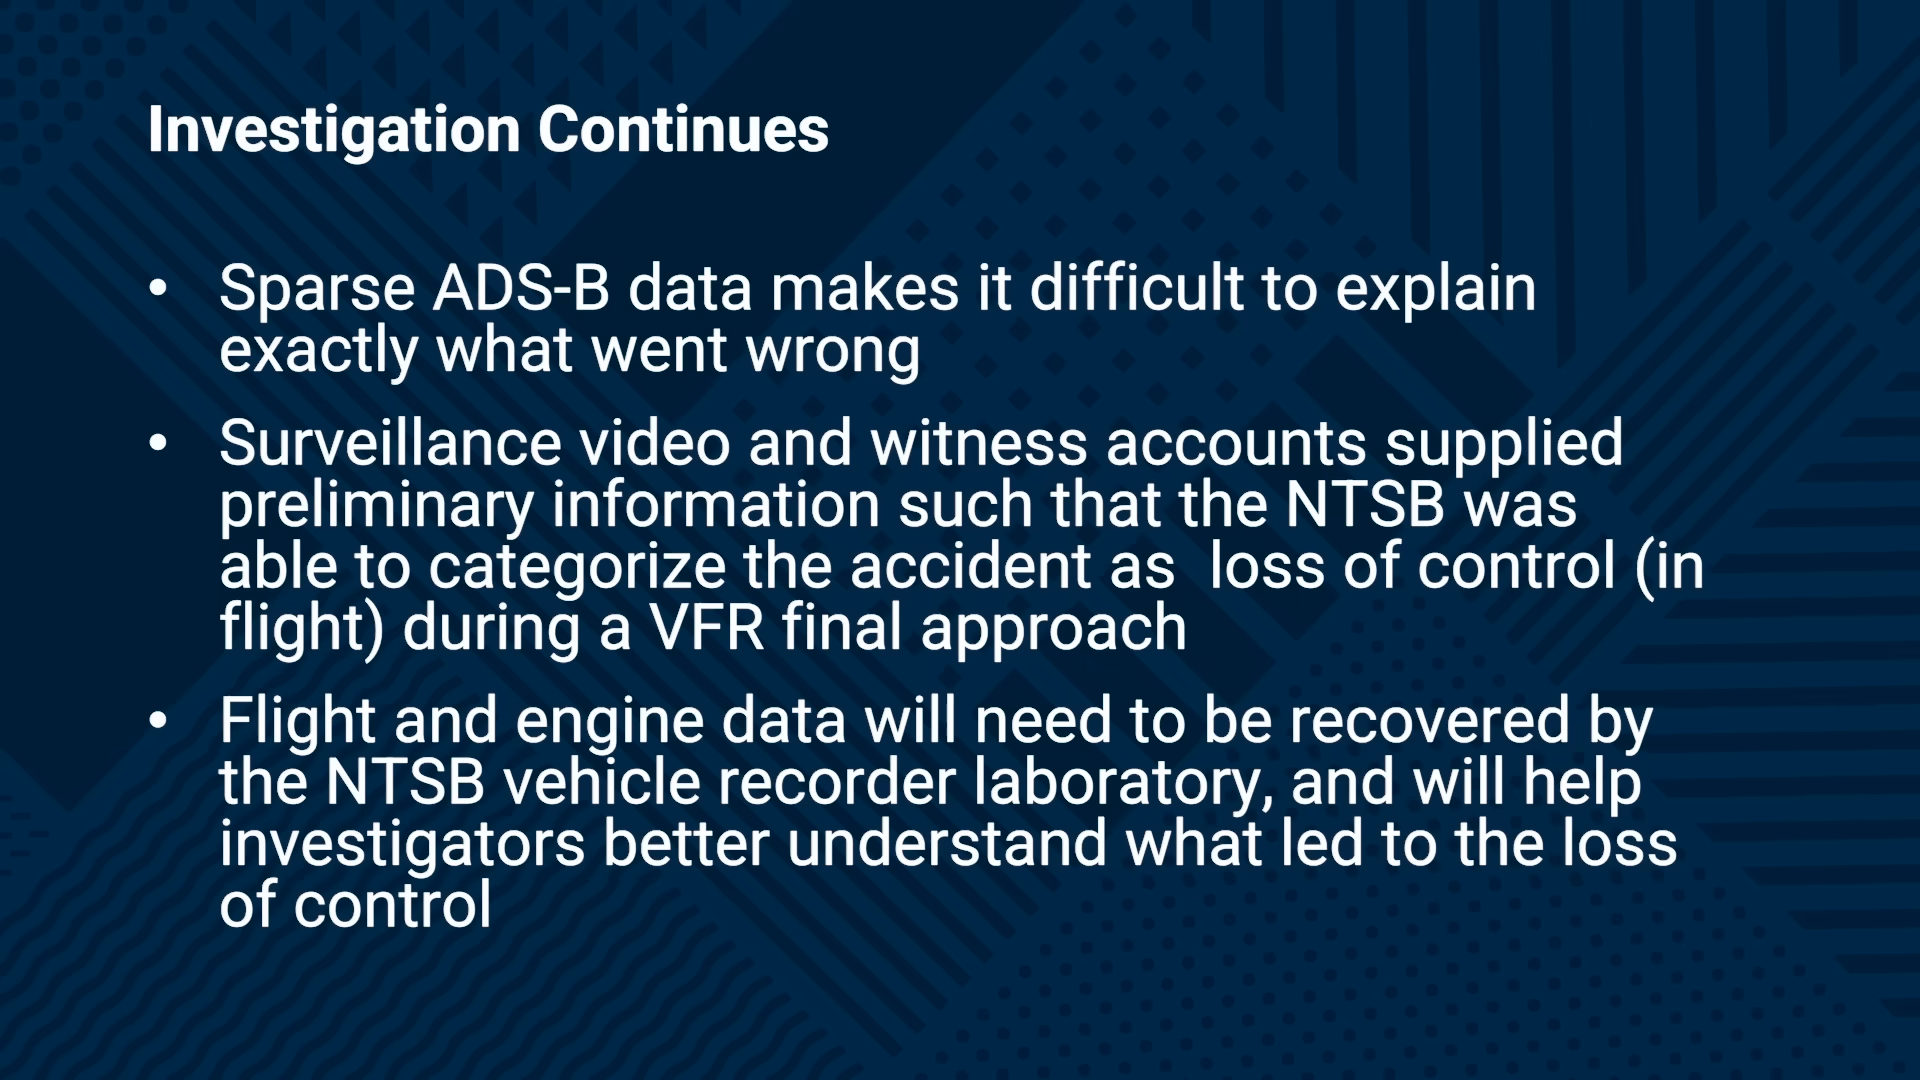 Investigation Continues
• Sparse ADS-B data makes it difficult to explain
exactly what went wrong
• Surveillance video and witness accounts supplied
preliminary information such that the NTSB was
able to categorize the accident as  loss of control (in
flight) during a VFR final approach
• Flight and engine data will need to be recovered by
the NTSB vehicle recorder laboratory, and will help
investigators better understand what led to the loss
of control